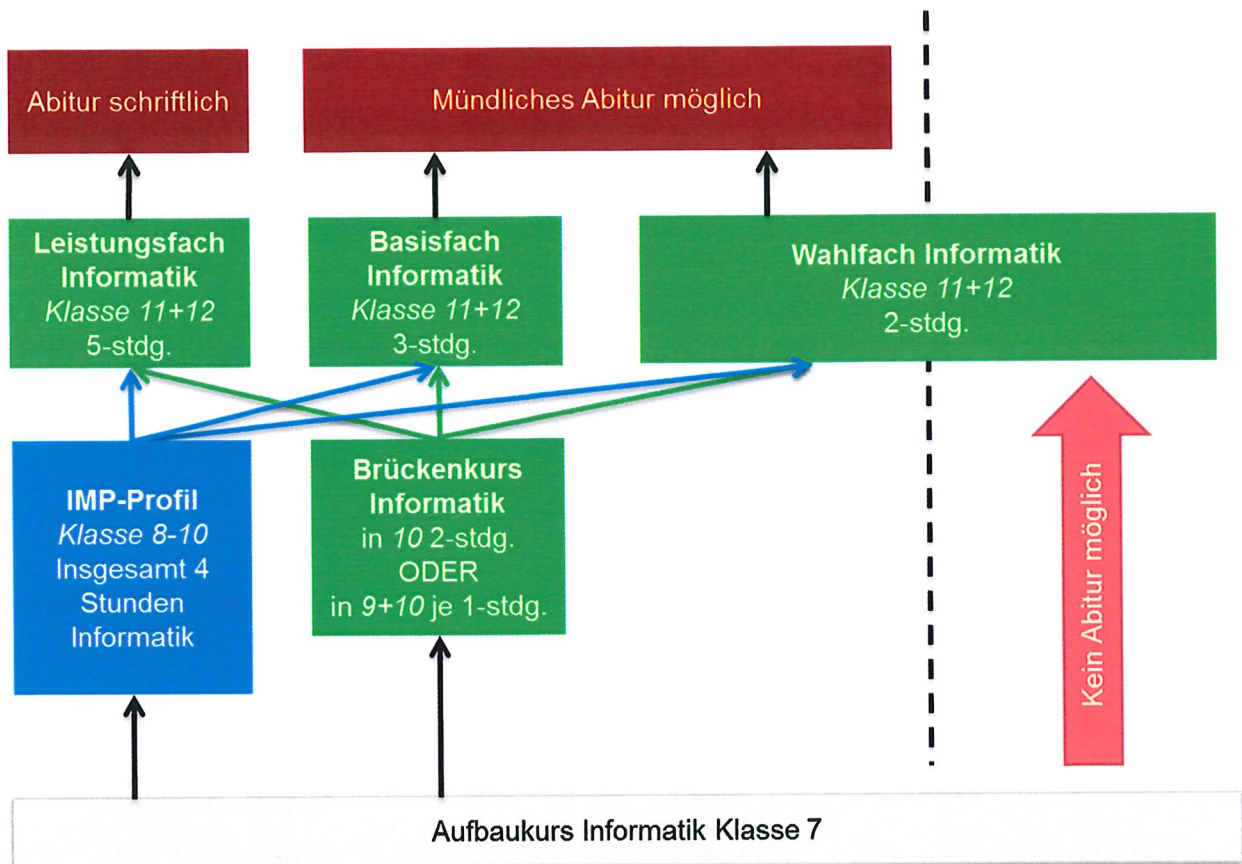 Abitur schriftlich
Mündliches Abitur möglich
Leistungsfach
Informatik
Klasse 11+12
5-stdg.
Basisfach
Informatik
Klasse 11+12
3-stdg.
Wahlfach Informatik
Klasse 11+12
2-stdg.
IMP-Profil
Klasse 8-10
Insgesamt 4
Stunden
Informatik
Brückenkurs
Informatik
in 10 2-stdg.
ODER
in 9+10 je 1-stdg.
Kein Abitur möglich
Aufbaukurs Informatik Klasse 7